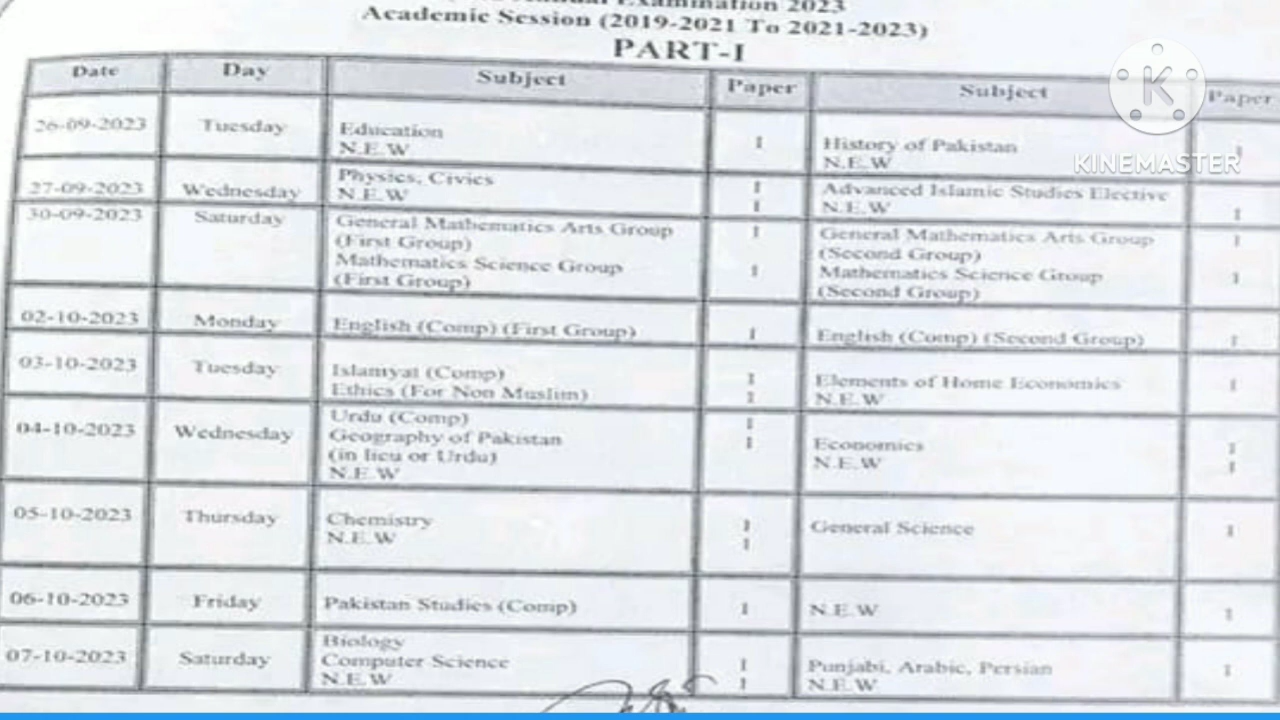 Examination 2023
Academic Session (2019-2021 To 2021-2023)
PART-I
Date Day Subject Paper Subject Paper
26-09-2023 Tuesday Education I History of Pakistan I
N.E.W N.E.W
27-09-2023 Wednesday Physics, Civics I Advanced Islamic Studies Elective
N.E.W I N.E.W I
30-09-2023 Saturday General Mathematics Arts Group I General Mathematics Arts Group I
(First Group) (Second Group)
Mathematics Science Group I Mathematics Science Group I
(First Group) (Second Group)
02-10-2023 Monday English (Comp) (First Group) I English (Comp) (Second Group) I
03-10-2023 Tuesday Islamiyat (Comp) I Elements of Home Economics I
Ethics (For Non Muslim) I N.E.W
04-10-2023 Wednesday Urdu (Comp) I
Geography of Pakistan I Economics I
(in lieu or Urdu) N.E.W I
N.E.W
05-10-2023 Thursday Chemistry I General Science I
N.E.W I
06-10-2023 Friday Pakistan Studies (Comp) I N.E.W I
07-10-2023 Saturday Biology
Computer Science I Punjabi, Arabic, Persian I
N.E.W I N.E.W
K
KINEMASTER